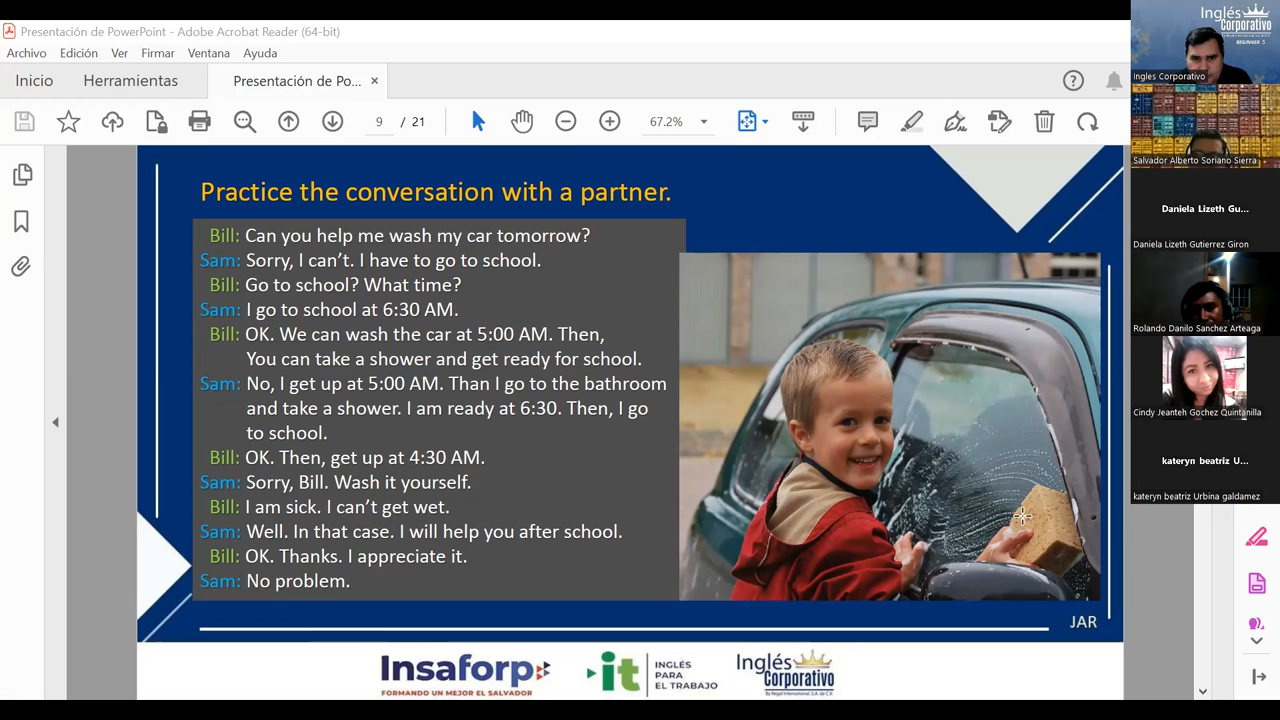 Presentación de PowerPoint - Adobe Acrobat Reader (64-bit)
Archivo Edición Ver Firmar Ventana Ayuda
Inicio Herramientas Presentación de Po... ×
9 / 21 67.2%
Practice the conversation with a partner.
Bill: Can you help me wash my car tomorrow?
Sam: Sorry, I can't. I have to go to school.
Bill: Go to school? What time?
Sam: I go to school at 6:30 AM.
Bill: OK. We can wash the car at 5:00 AM. Then,
You can take a shower and get ready for school.
Sam: No, I get up at 5:00 AM. Than I go to the bathroom
and take a shower. I am ready at 6:30. Then, I go
to school.
Bill: OK. Then, get up at 4:30 AM.
Sam: Sorry, Bill. Wash it yourself.
Bill: I am sick. I can't get wet.
Sam: Well. In that case. I will help you after school.
Bill: OK. Thanks. I appreciate it.
Sam: No problem.
JAR
Insaforp
FORMANDO UN MEJOR EL SALVADOR
it
INGLÉS
PARA
EL TRABAJO
Inglés
Corporativo
By Regal International, S.A. de C.V.
Inglés
Corporativo
BEGINNER 5
Ingles Corporativo
Salvador Alberto Soriano Sierra
Daniela Lizeth Gu...
Daniela Lizeth Gutierrez Giron
Rolando Danilo Sanchez Arteaga
Cindy Jeanteh Gochez Quintanilla
kateryn beatriz U...
kateryn beatriz Urbina galdamez